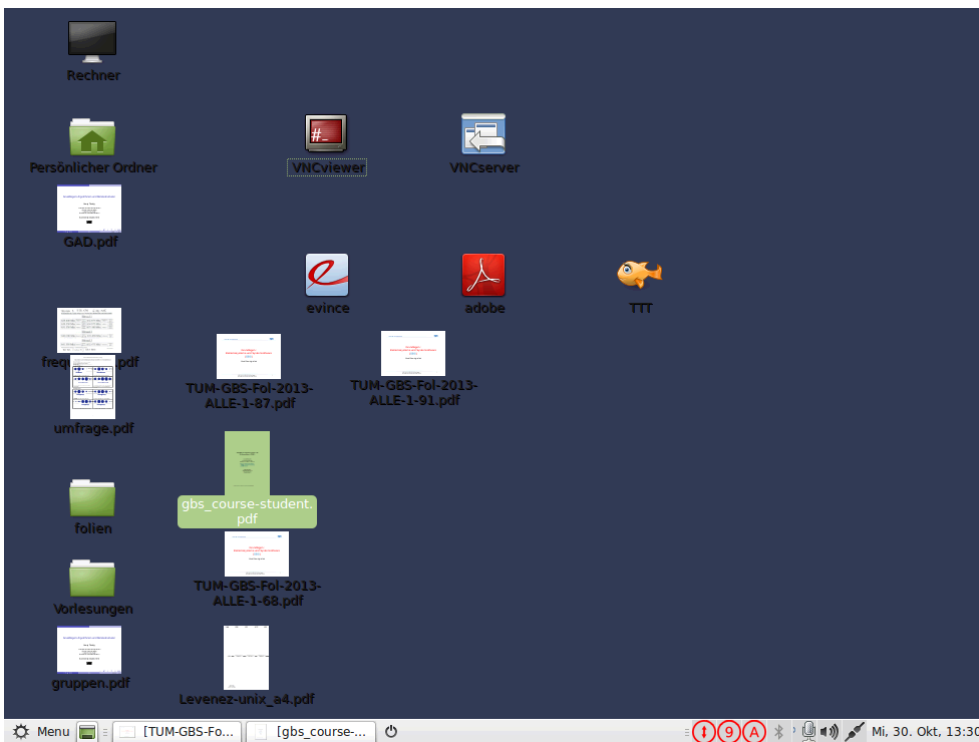 Rechner
Persönlicher Ordner
VNCviewer
VNCserver
GAD.pdf
evince
adobe
TTT
.pdf
umfrage.pdf
TUM-GBS-Fol-2013-
ALLE-1-87.pdf
TUM-GBS-Fol-2013-
ALLE-1-91.pdf
gbs_course-student.
pdf
folien
TUM-GBS-Fol-2013-
ALLE-1-68.pdf
Vorlesungen
gruppen.pdf
Levenez-unix_a4.pdf
Menu
[TUM-GBS-Fo...
[gbs_course-...
9 A
Mi, 30. Okt, 13:3